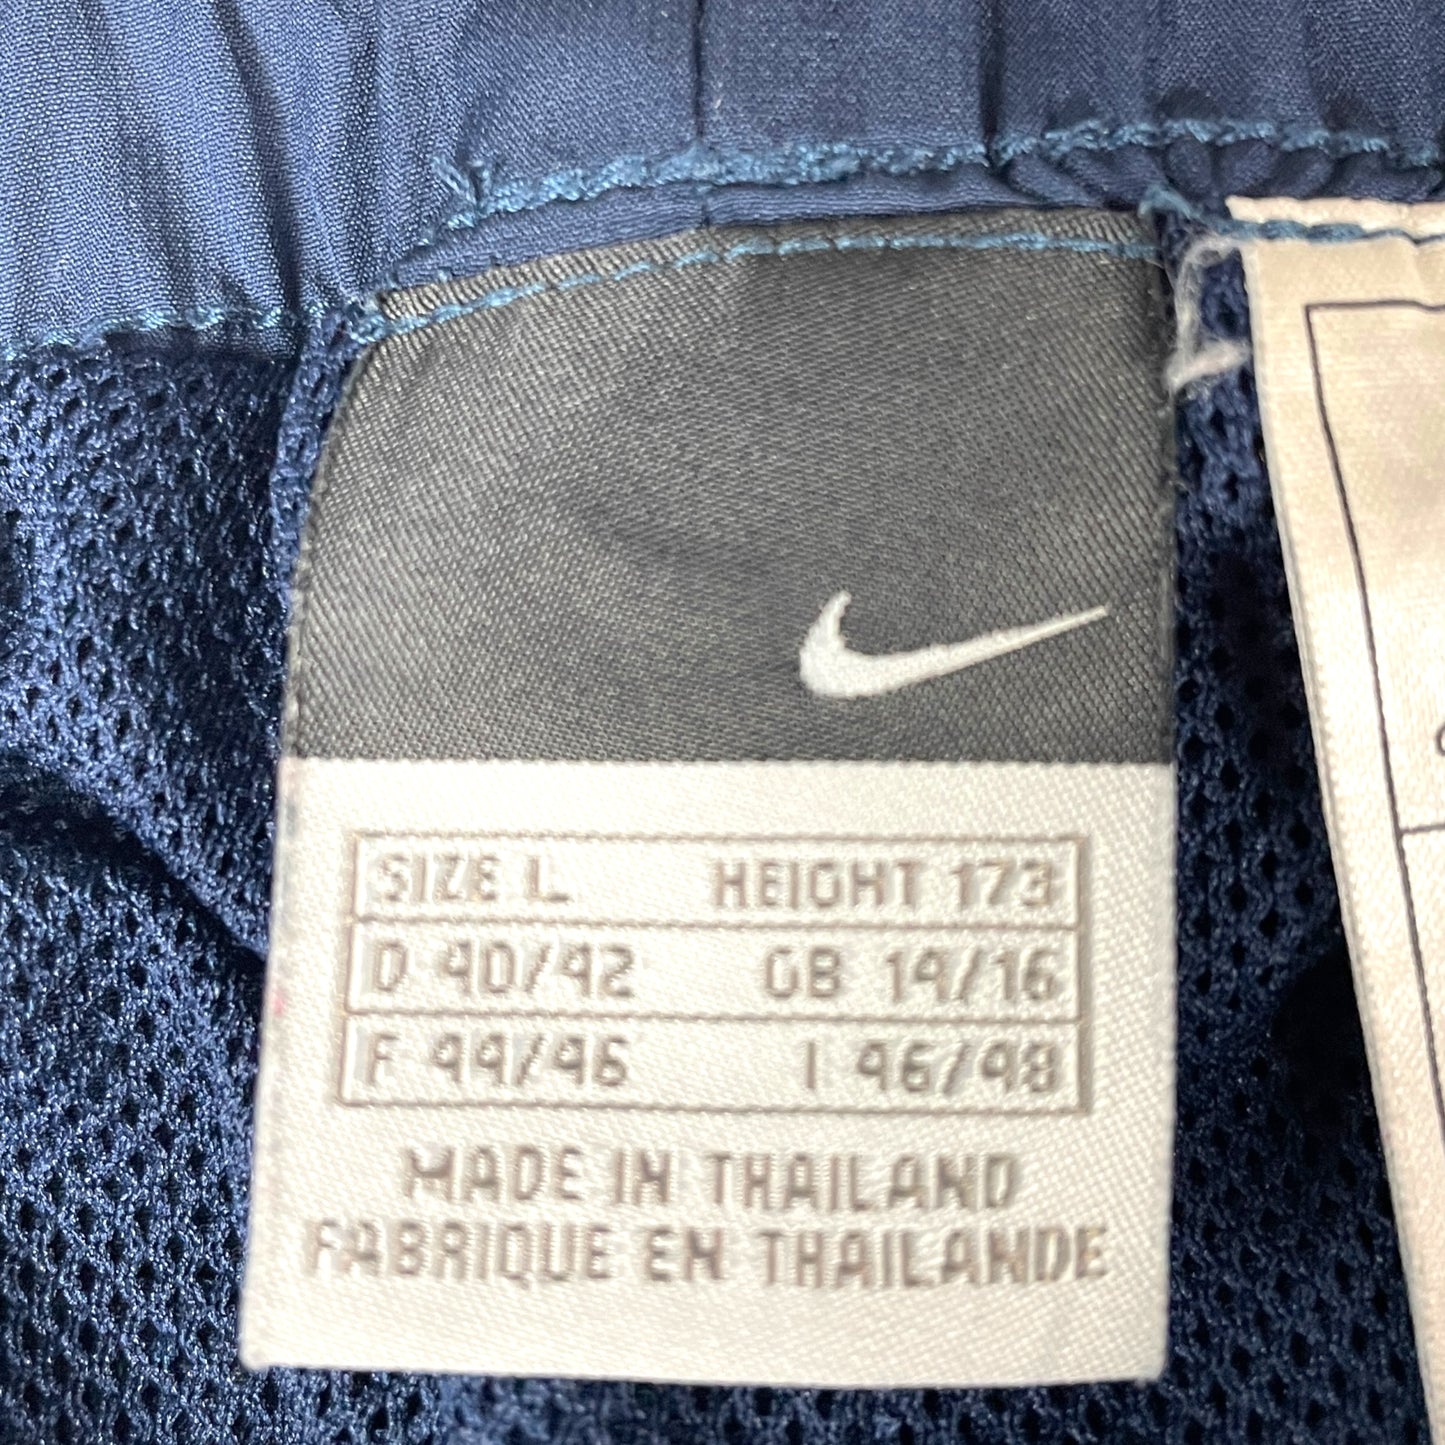 SIZE L HEIGHT 173
D 40/42 GB 14/16
F 44/46 I 46/48
MADE IN THAILAND
FABRIQUE EN THAILANDE